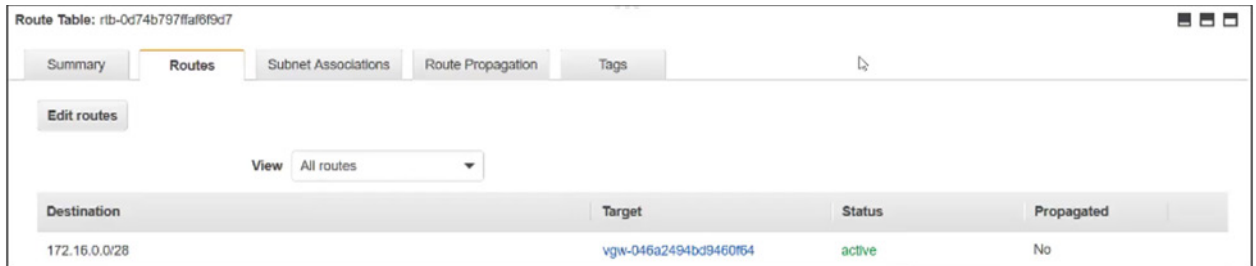 Route Table: rtb-0d74b797ffaf6f9d7
Summary Routes Subnet Associations Route Propagation Tags
Edit routes
View All routes
Destination Target Status Propagated
172.16.0.0/28 vgw-046a2494bd9460f64 active No